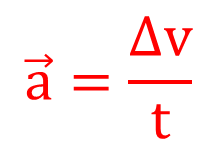 a⃗ = Δv / t